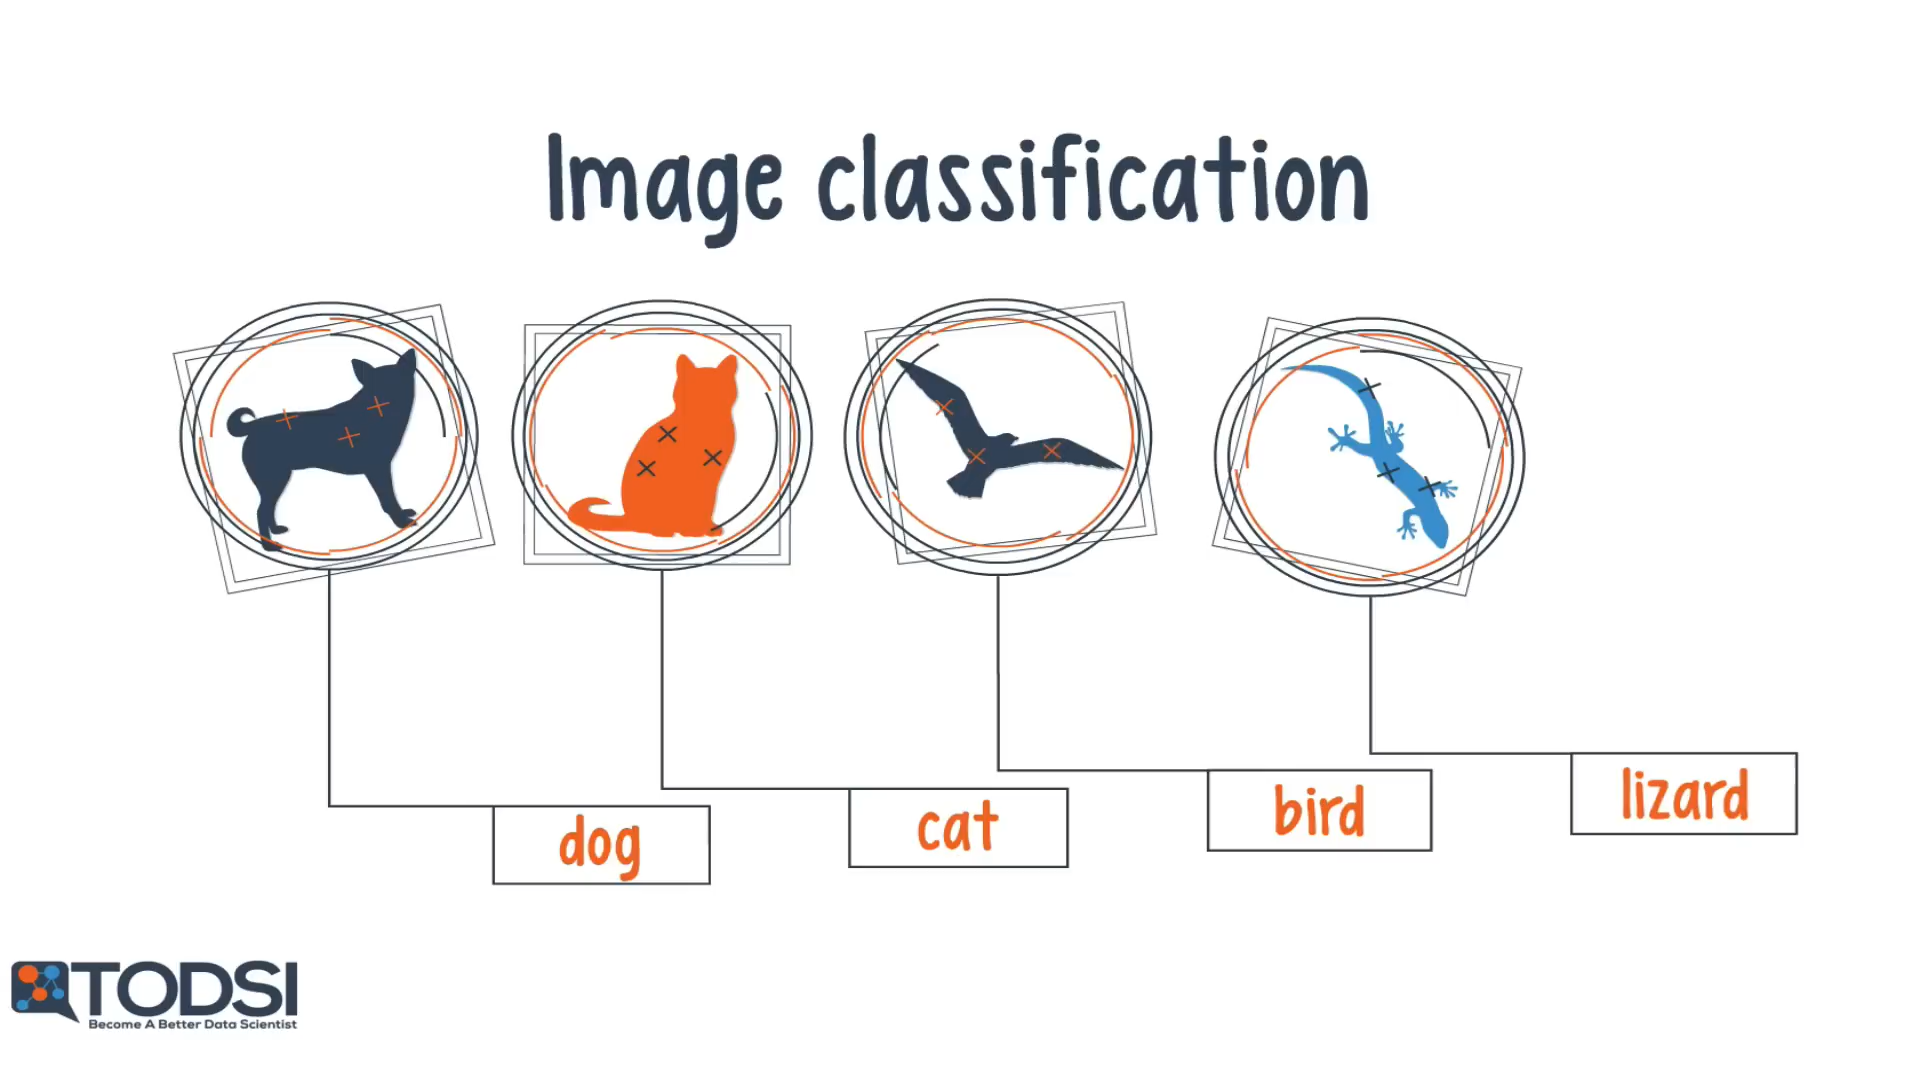 Image classification
dog
cat
bird
lizard
TODSI
Become A Better Data Scientist